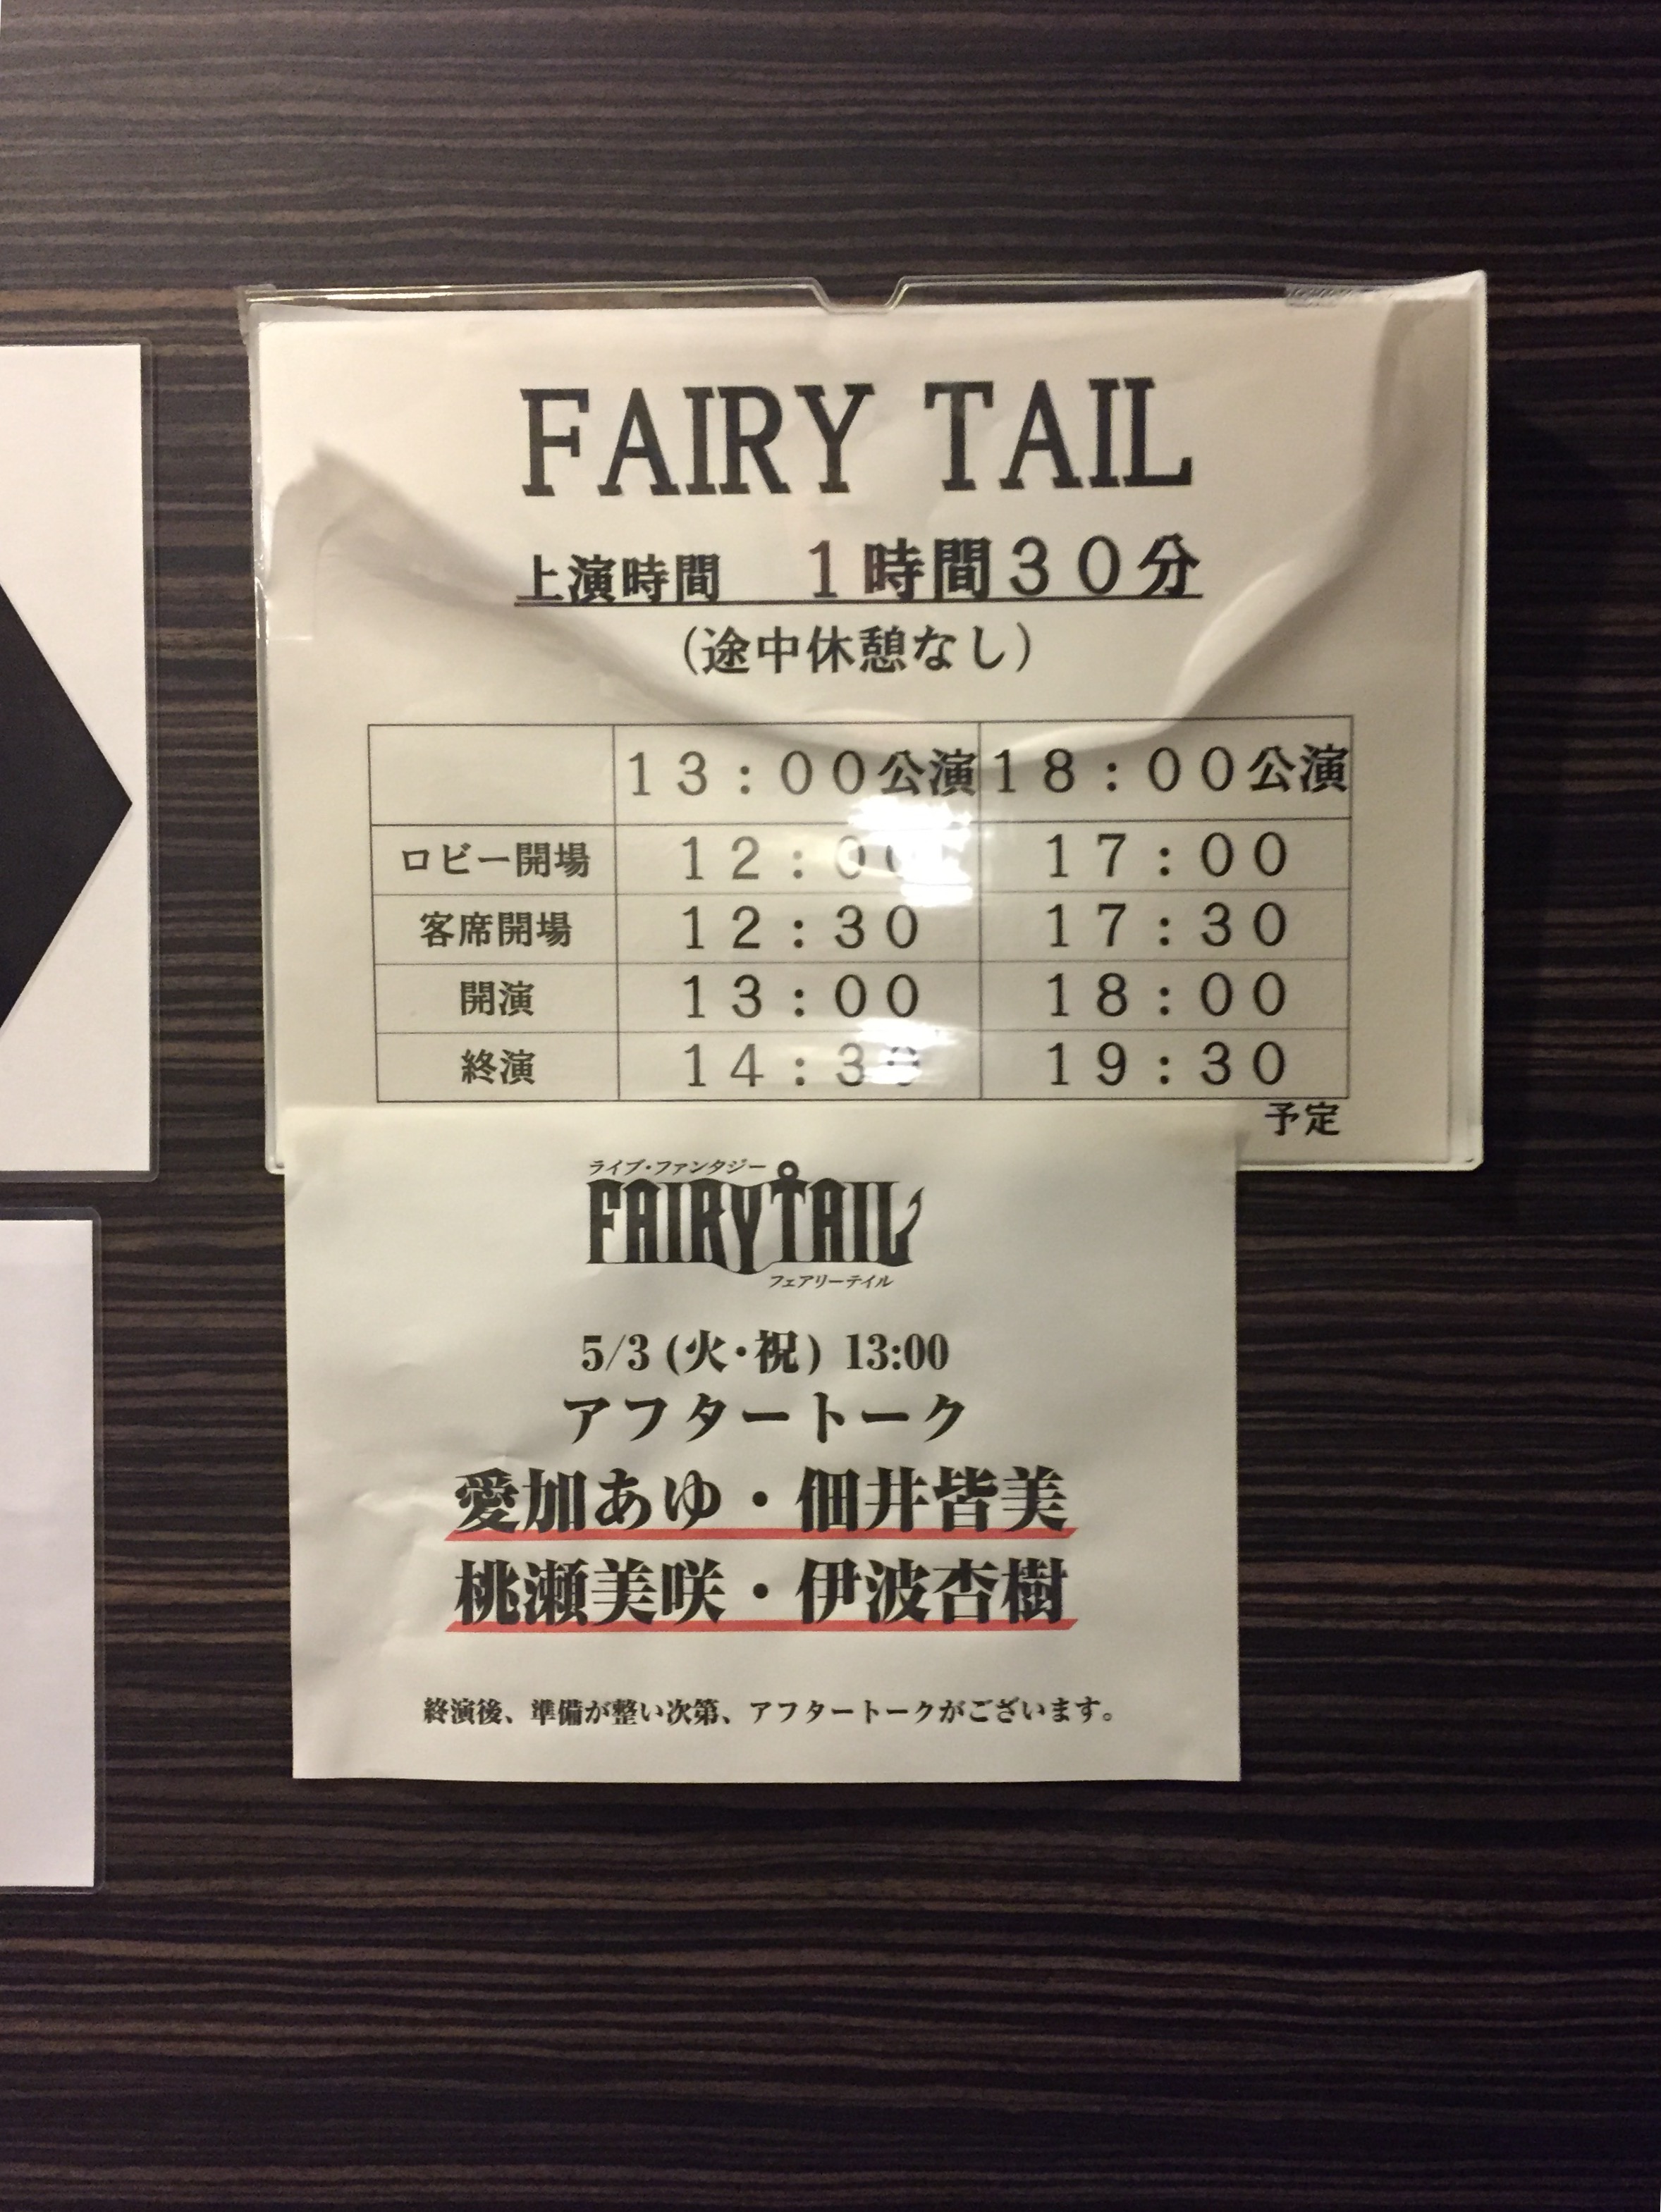 FAIRY TAIL
上演時間　１時間３０分
（途中休憩なし）
１３：００公演 １８：００公演
ロビー開場 １２：００ １７：００
客席開場 １２：３０ １７：３０
開演 １３：００ １８：００
終演 １４：３０ １９：３０
予定
ライブ・ファンタジー
FAIRY TAIL
フェアリーテイル
5/3 (火・祝) 13:00
アフタートーク
愛加あゆ・佃井皆美
桃瀬美咲・伊波杏樹
終演後、準備が整い次第、アフタートークがございます。